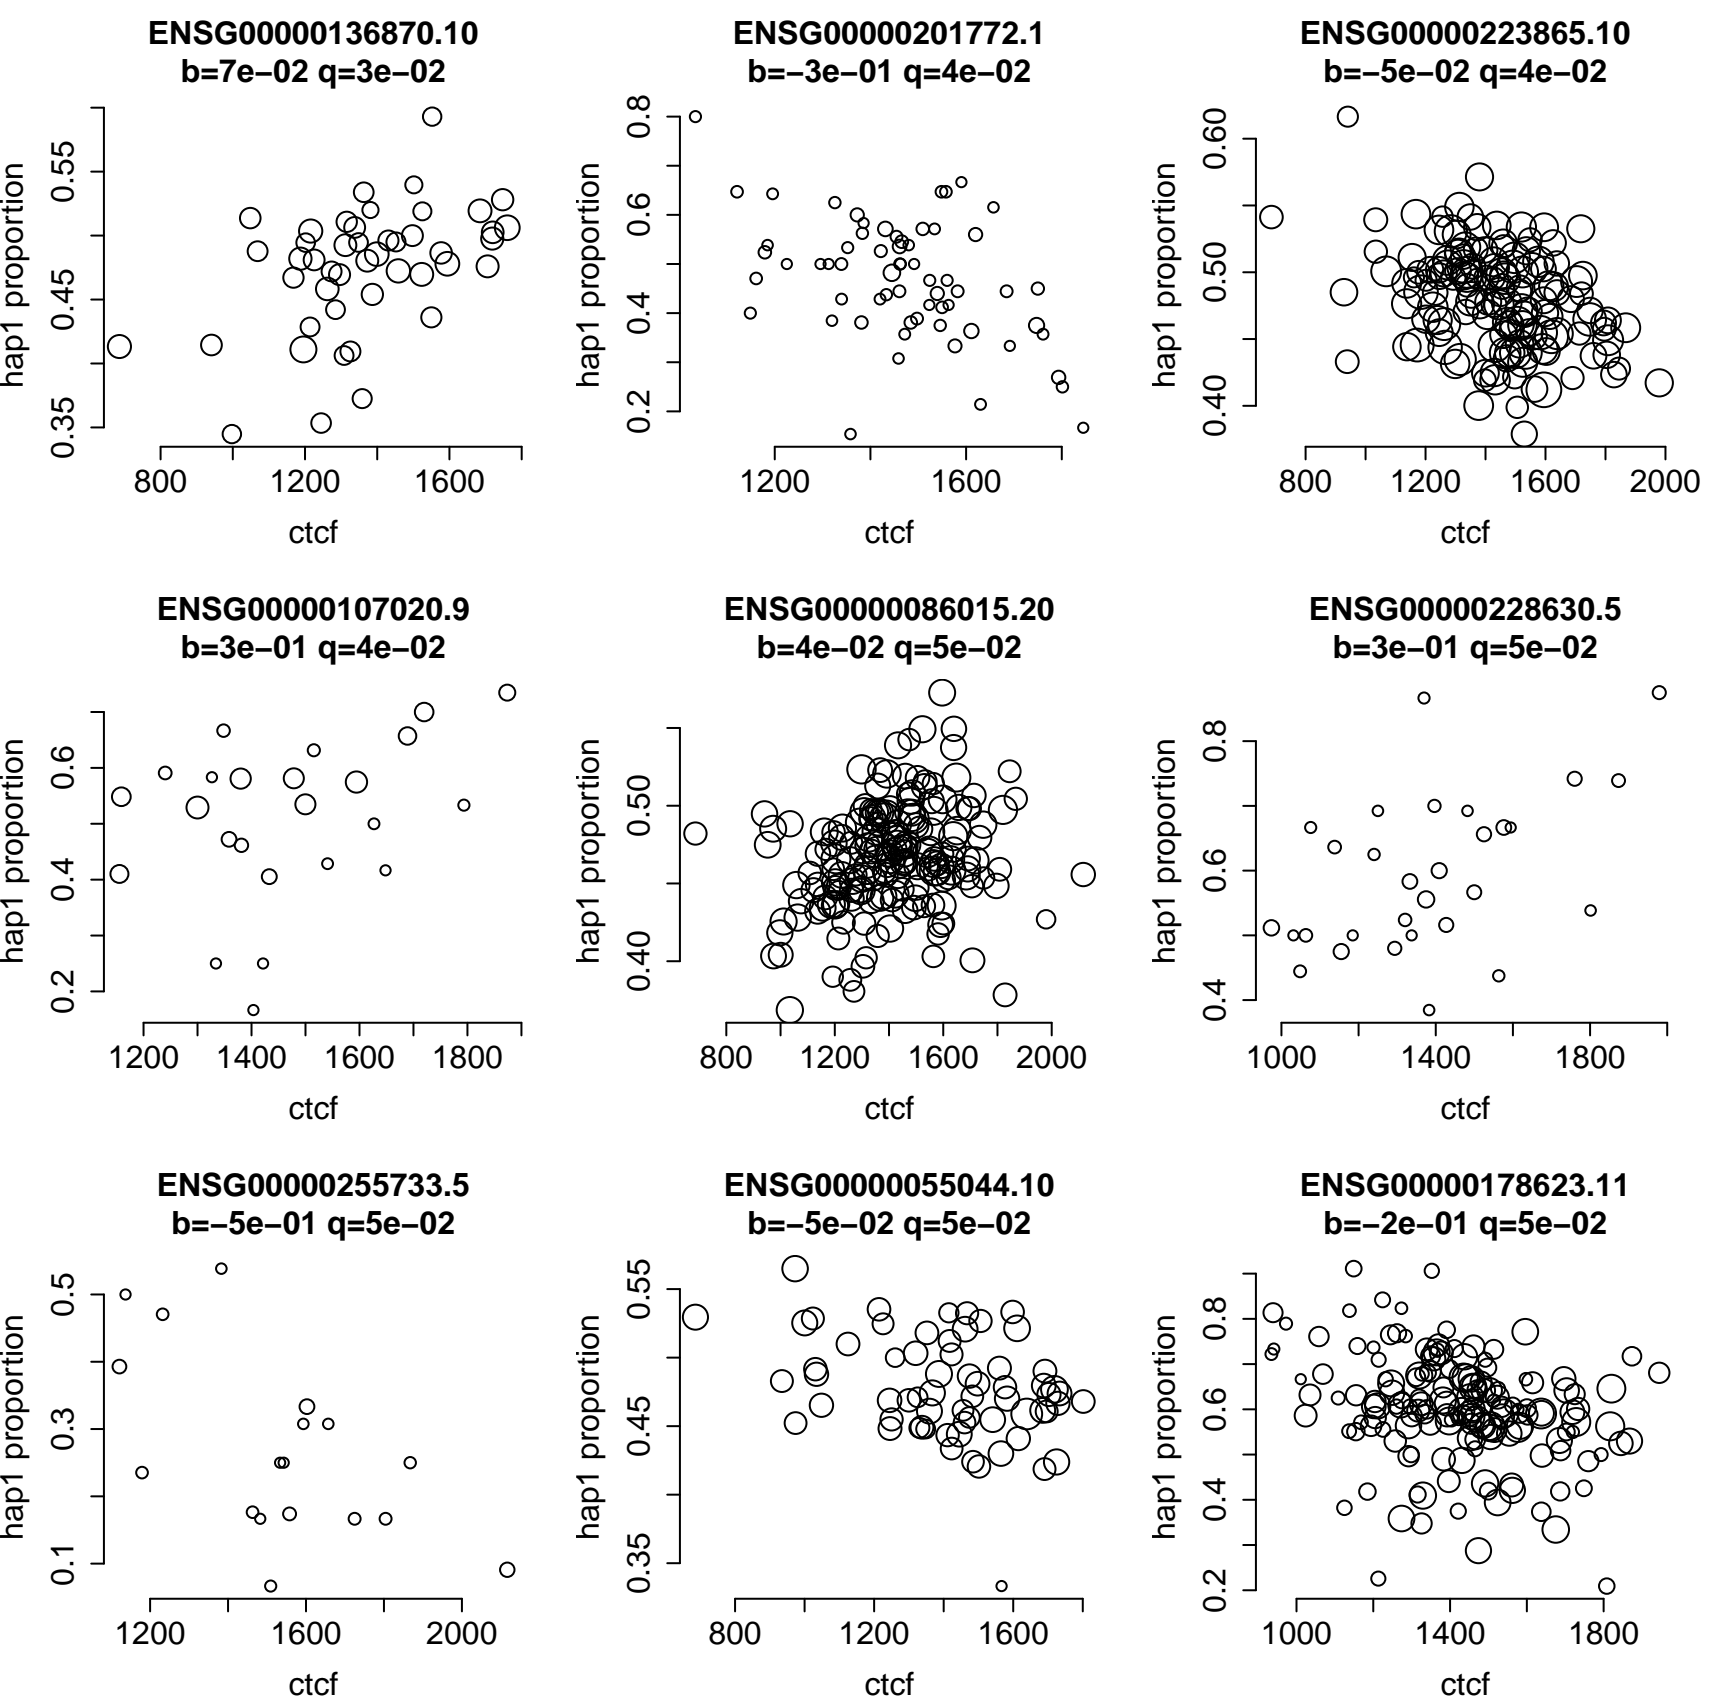 ENSG00000136870.10
b=7e−02 q=3e−02
hap1 proportion
0.35 0.45 0.55
800 1200 1600
ctcf
ENSG00000201772.1
b=−3e−01 q=4e−02
hap1 proportion
0.2 0.4 0.6 0.8
1200 1600
ctcf
ENSG00000223865.10
b=−5e−02 q=4e−02
hap1 proportion
0.40 0.50 0.60
800 1200 1600 2000
ctcf
ENSG00000107020.9
b=3e−01 q=4e−02
hap1 proportion
0.2 0.4 0.6
1200 1400 1600 1800
ctcf
ENSG00000086015.20
b=4e−02 q=5e−02
hap1 proportion
0.40 0.50
800 1200 1600 2000
ctcf
ENSG00000228630.5
b=3e−01 q=5e−02
hap1 proportion
0.4 0.6 0.8
1000 1400 1800
ctcf
ENSG00000255733.5
b=−5e−01 q=5e−02
hap1 proportion
0.1 0.3 0.5
1200 1600 2000
ctcf
ENSG00000055044.10
b=−5e−02 q=5e−02
hap1 proportion
0.35 0.45 0.55
800 1200 1600
ctcf
ENSG00000178623.11
b=−2e−01 q=5e−02
hap1 proportion
0.2 0.4 0.6 0.8
1000 1400 1800
ctcf